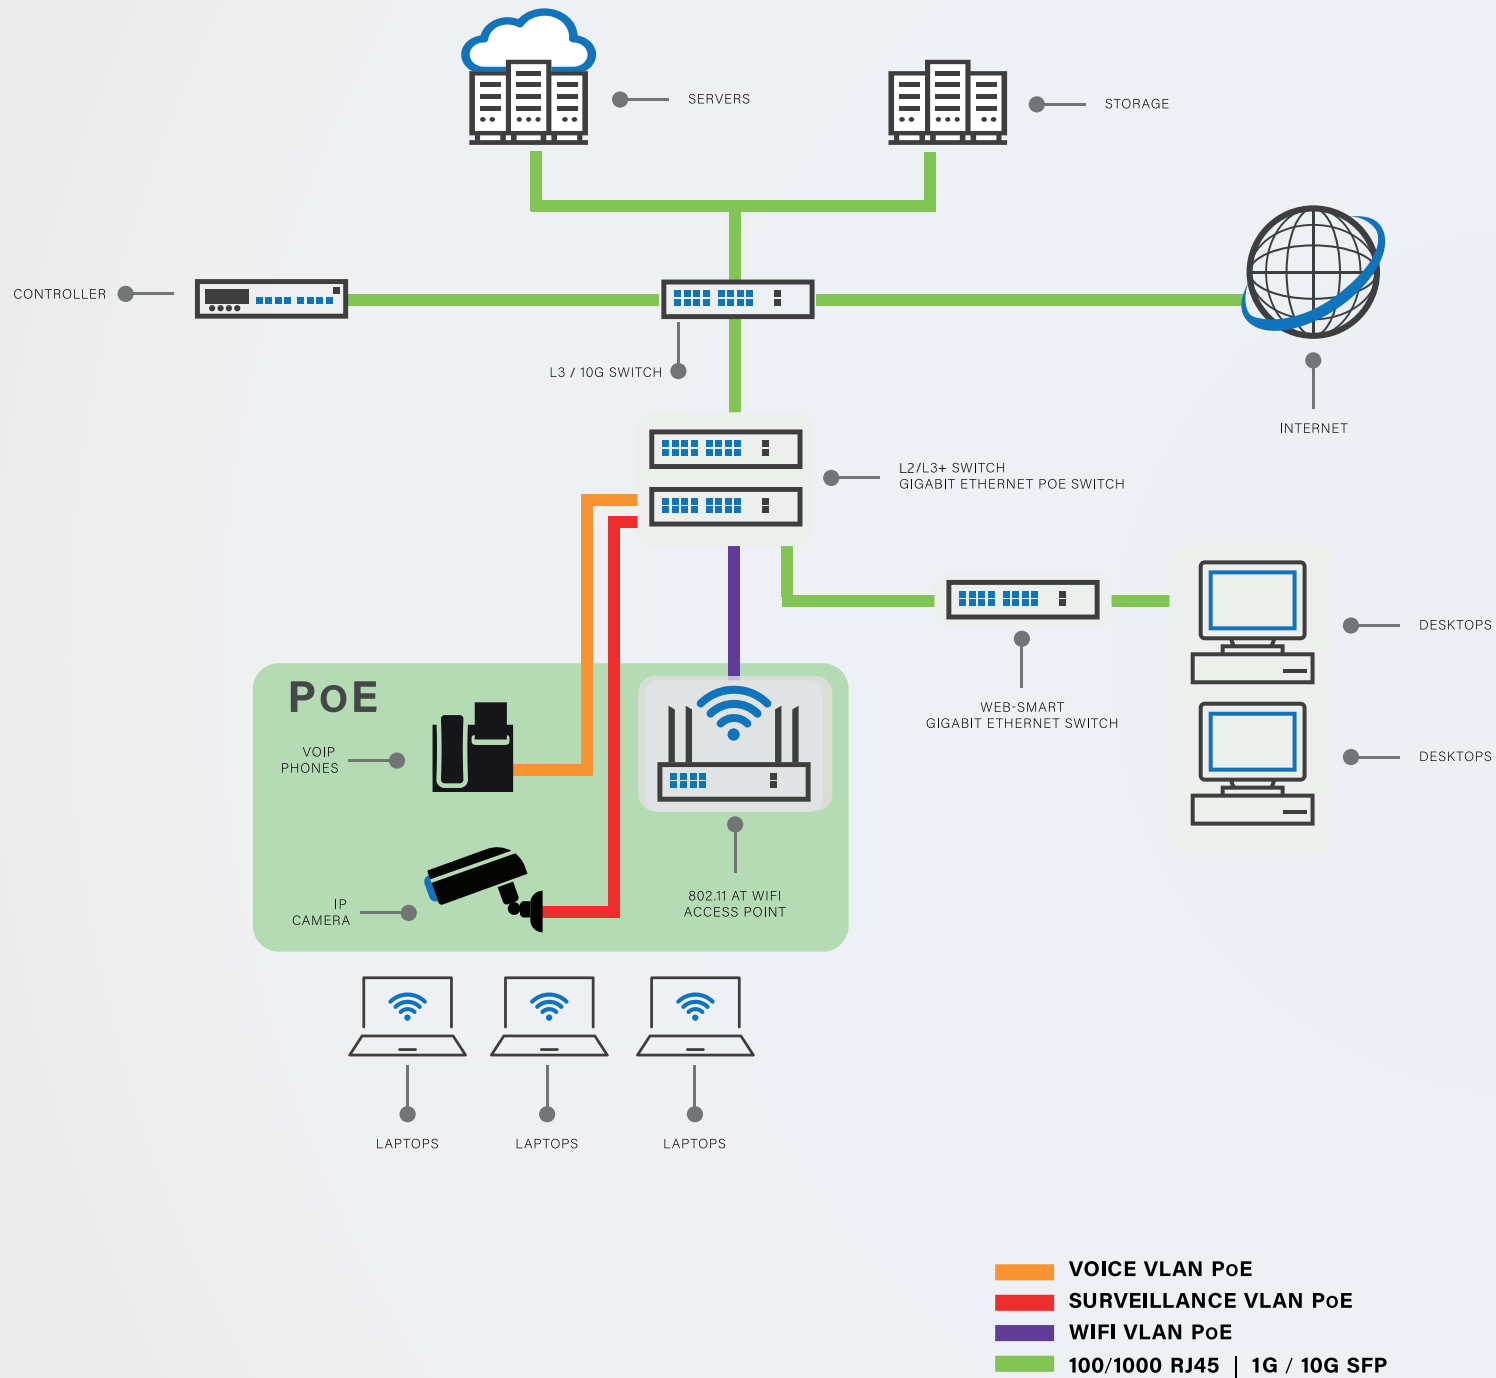 SERVERS
STORAGE
CONTROLLER
L3 / 10G SWITCH
INTERNET
L2/L3+ SWITCH
GIGABIT ETHERNET POE SWITCH
DESKTOPS
WEB-SMART
GIGABIT ETHERNET SWITCH
DESKTOPS
PoE
VOIP
PHONES
IP
CAMERA
802.11 AT WIFI
ACCESS POINT
LAPTOPS
LAPTOPS
LAPTOPS
VOICE VLAN PoE
SURVEILLANCE VLAN PoE
WIFI VLAN PoE
100/1000 RJ45 | 1G / 10G SFP